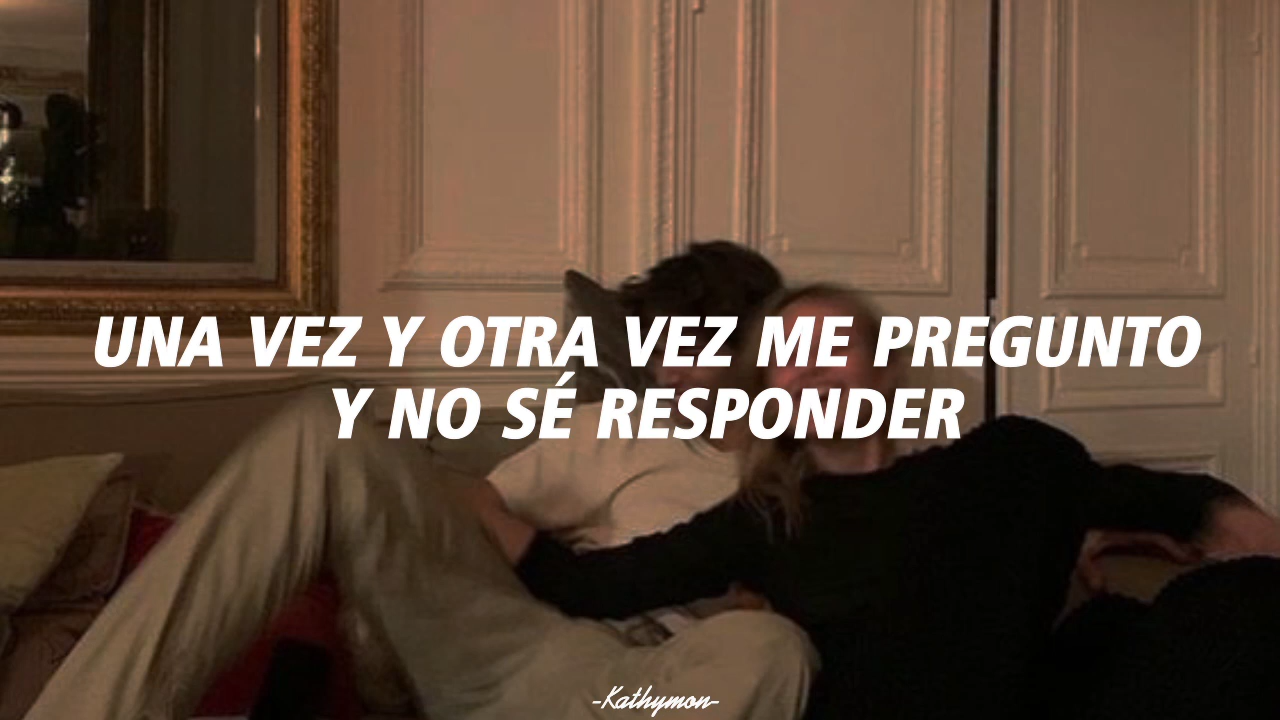 UNA VEZ Y OTRA VEZ ME PREGUNTO
Y NO SÉ RESPONDER
-Kathymon-